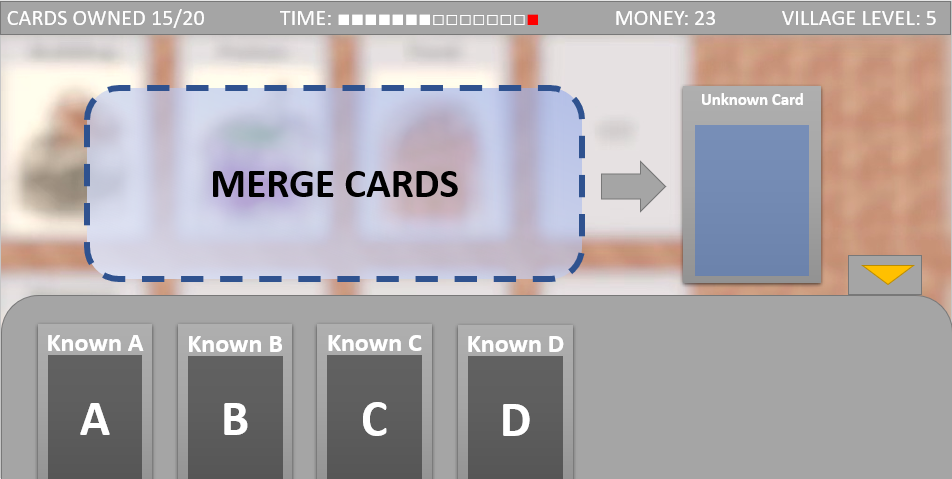 CARDS OWNED 15/20 TIME: MONEY: 23 VILLAGE LEVEL: 5
Unknown Card
MERGE CARDS
Known A Known B Known C Known D
A B C D